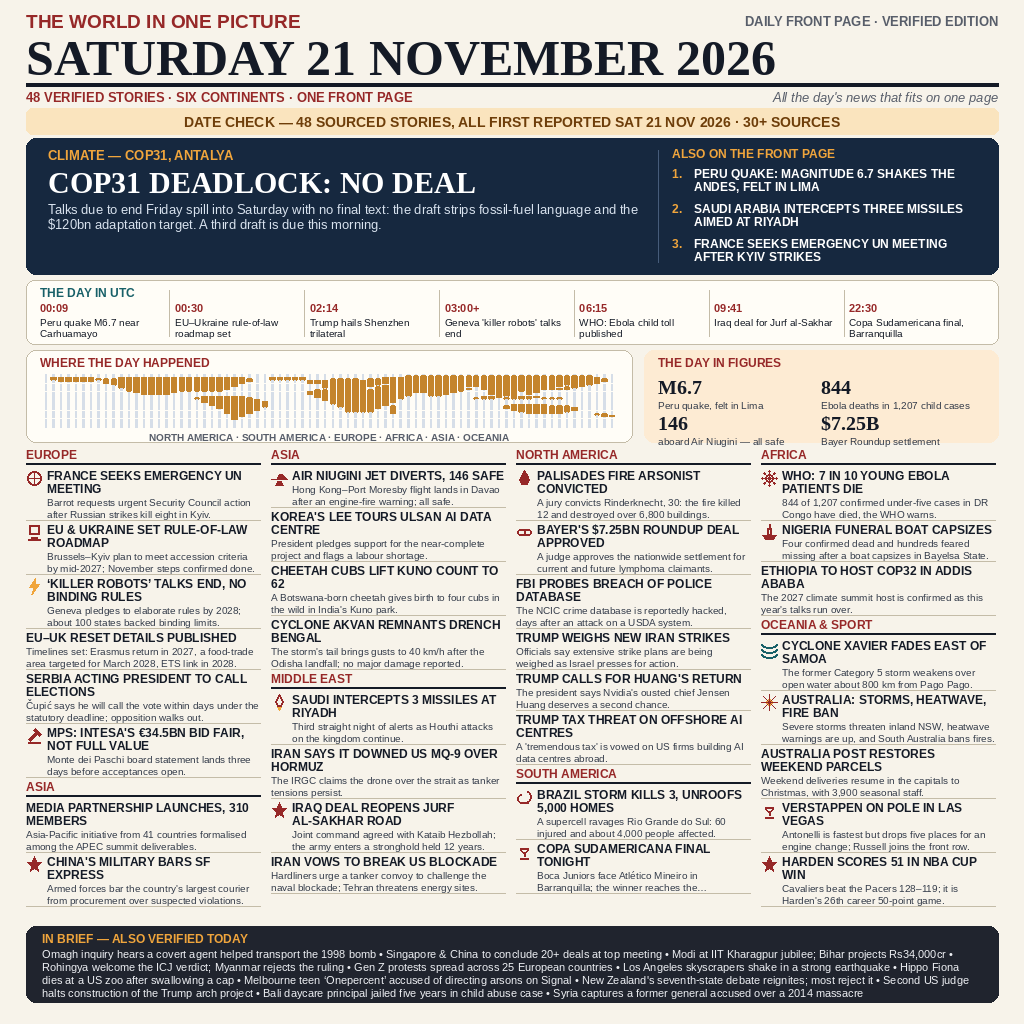 THE WORLD IN ONE PICTURE
DAILY FRONT PAGE · VERIFIED EDITION
SATURDAY 21 NOVEMBER 2026
48 VERIFIED STORIES · SIX CONTINENTS · ONE FRONT PAGE
All the day's news that fits on one page
DATE CHECK — 48 SOURCED STORIES, ALL FIRST REPORTED SAT 21 NOV 2026 · 30+ SOURCES
CLIMATE — COP31, ANTALYA
COP31 DEADLOCK: NO DEAL
Talks due to end Friday spill into Saturday with no final text: the draft strips fossil-fuel language and the
$120bn adaptation target. A third draft is due this morning.
ALSO ON THE FRONT PAGE
1. PERU QUAKE: MAGNITUDE 6.7 SHAKES THE
ANDES, FELT IN LIMA
2. SAUDI ARABIA INTERCEPTS THREE MISSILES
AIMED AT RIYADH
3. FRANCE SEEKS EMERGENCY UN MEETING
AFTER KYIV STRIKES
THE DAY IN UTC
00:09
Peru quake M6.7 near
Carhuamayo
00:30
EU–Ukraine rule-of-law
roadmap set
02:14
Trump hails Shenzhen
trilateral
03:00+
Geneva 'killer robots' talks
end
06:15
WHO: Ebola child toll
published
09:41
Iraq deal for Jurf al-Sakhar
22:30
Copa Sudamericana final,
Barranquilla
WHERE THE DAY HAPPENED
NORTH AMERICA · SOUTH AMERICA · EUROPE · AFRICA · ASIA · OCEANIA
THE DAY IN FIGURES
M6.7
Peru quake, felt in Lima
844
Ebola deaths in 1,207 child cases
146
aboard Air Niugini — all safe
$7.25B
Bayer Roundup settlement
EUROPE
FRANCE SEEKS EMERGENCY UN
MEETING
Barrot requests urgent Security Council action
after Russian strikes kill eight in Kyiv.
EU & UKRAINE SET RULE-OF-LAW
ROADMAP
Brussels–Kyiv plan to meet accession criteria
by mid-2027; November steps confirmed done.
‘KILLER ROBOTS’ TALKS END, NO
BINDING RULES
Geneva pledges to elaborate rules by 2028;
about 100 states backed binding limits.
EU–UK RESET DETAILS PUBLISHED
Timelines set: Erasmus return in 2027, a food-trade
area targeted for March 2028, ETS link in 2028.
SERBIA ACTING PRESIDENT TO CALL
ELECTIONS
Čupić says he will call the vote within days under the
statutory deadline; opposition walks out.
MPS: INTESA'S €34.5BN BID FAIR,
NOT FULL VALUE
Monte dei Paschi board statement lands three
days before acceptances open.
ASIA
MEDIA PARTNERSHIP LAUNCHES, 310
MEMBERS
Asia-Pacific initiative from 41 countries formalised
among the APEC summit deliverables.
CHINA'S MILITARY BARS SF
EXPRESS
Armed forces bar the country's largest courier
from procurement over suspected violations.
ASIA
AIR NIUGINI JET DIVERTS, 146 SAFE
Hong Kong–Port Moresby flight lands in Davao
after an engine-fire warning; all safe.
KOREA'S LEE TOURS ULSAN AI DATA
CENTRE
President pledges support for the near-complete
project and flags a labour shortage.
CHEETAH CUBS LIFT KUNO COUNT TO
62
A Botswana-born cheetah gives birth to four cubs in
the wild in India's Kuno park.
CYCLONE AKVAN REMNANTS DRENCH
BENGAL
The storm's tail brings gusts to 40 km/h after the
Odisha landfall; no major damage reported.
MIDDLE EAST
SAUDI INTERCEPTS 3 MISSILES AT
RIYADH
Third straight night of alerts as Houthi attacks
on the kingdom continue.
IRAN SAYS IT DOWNED US MQ-9 OVER
HORMUZ
The IRGC claims the drone over the strait as tanker
tensions persist.
IRAQ DEAL REOPENS JURF
AL-SAKHAR ROAD
Joint command agreed with Kataib Hezbollah;
the army enters a stronghold held 12 years.
IRAN VOWS TO BREAK US BLOCKADE
Hardliners urge a tanker convoy to challenge the
naval blockade; Tehran threatens energy sites.
NORTH AMERICA
PALISADES FIRE ARSONIST
CONVICTED
A jury convicts Rinderknecht, 30: the fire killed
12 and destroyed over 6,800 buildings.
BAYER'S $7.25BN ROUNDUP DEAL
APPROVED
A judge approves the nationwide settlement for
current and future lymphoma claimants.
FBI PROBES BREACH OF POLICE
DATABASE
The NCIC crime database is reportedly hacked,
days after an attack on a USDA system.
TRUMP WEIGHS NEW IRAN STRIKES
Officials say extensive strike plans are being
weighed as Israel presses for action.
TRUMP CALLS FOR HUANG'S RETURN
The president says Nvidia's ousted chief Jensen
Huang deserves a second chance.
TRUMP TAX THREAT ON OFFSHORE AI
CENTRES
A 'tremendous tax' is vowed on US firms building AI
data centres abroad.
SOUTH AMERICA
BRAZIL STORM KILLS 3, UNROOFS
5,000 HOMES
A supercell ravages Rio Grande do Sul: 60
injured and about 4,000 people affected.
COPA SUDAMERICANA FINAL
TONIGHT
Boca Juniors face Atlético Mineiro in
Barranquilla; the winner reaches the…
AFRICA
WHO: 7 IN 10 YOUNG EBOLA
PATIENTS DIE
844 of 1,207 confirmed under-five cases in DR
Congo have died, the WHO warns.
NIGERIA FUNERAL BOAT CAPSIZES
Four confirmed dead and hundreds feared
missing after a boat capsizes in Bayelsa State.
ETHIOPIA TO HOST COP32 IN ADDIS
ABABA
The 2027 climate summit host is confirmed as this
year's talks run over.
OCEANIA & SPORT
CYCLONE XAVIER FADES EAST OF
SAMOA
The former Category 5 storm weakens over
open water about 800 km from Pago Pago.
AUSTRALIA: STORMS, HEATWAVE,
FIRE BAN
Severe storms threaten inland NSW, heatwave
warnings are up, and South Australia bans fires.
AUSTRALIA POST RESTORES
WEEKEND PARCELS
Weekend deliveries resume in the capitals to
Christmas, with 3,900 seasonal staff.
VERSTAPPEN ON POLE IN LAS
VEGAS
Antonelli is fastest but drops five places for an
engine change; Russell joins the front row.
HARDEN SCORES 51 IN NBA CUP
WIN
Cavaliers beat the Pacers 128–119; it is
Harden's 26th career 50-point game.
IN BRIEF — ALSO VERIFIED TODAY
Omagh inquiry hears a covert agent helped transport the 1998 bomb • Singapore & China to conclude 20+ deals at top meeting • Modi at IIT Kharagpur jubilee; Bihar projects Rs34,000cr •
Rohingya welcome the ICJ verdict; Myanmar rejects the ruling • Gen Z protests spread across 25 European countries • Los Angeles skyscrapers shake in a strong earthquake • Hippo Fiona
dies at a US zoo after swallowing a cap • Melbourne teen ‘Onepercent’ accused of directing arsons on Signal • New Zealand's seventh-state debate reignites; most reject it • Second US judge
halts construction of the Trump arch project • Bali daycare principal jailed five years in child abuse case • Syria captures a former general accused over a 2014 massacre